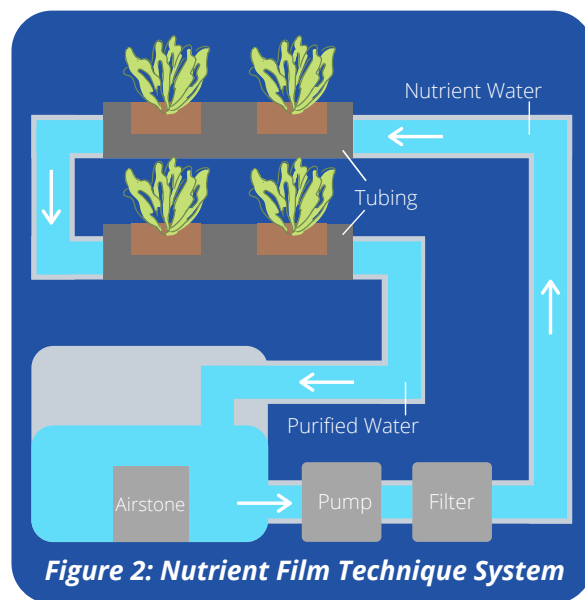 Nutrient Water
Tubing
Purified Water
Airstone
Pump
Filter
Figure 2: Nutrient Film Technique System